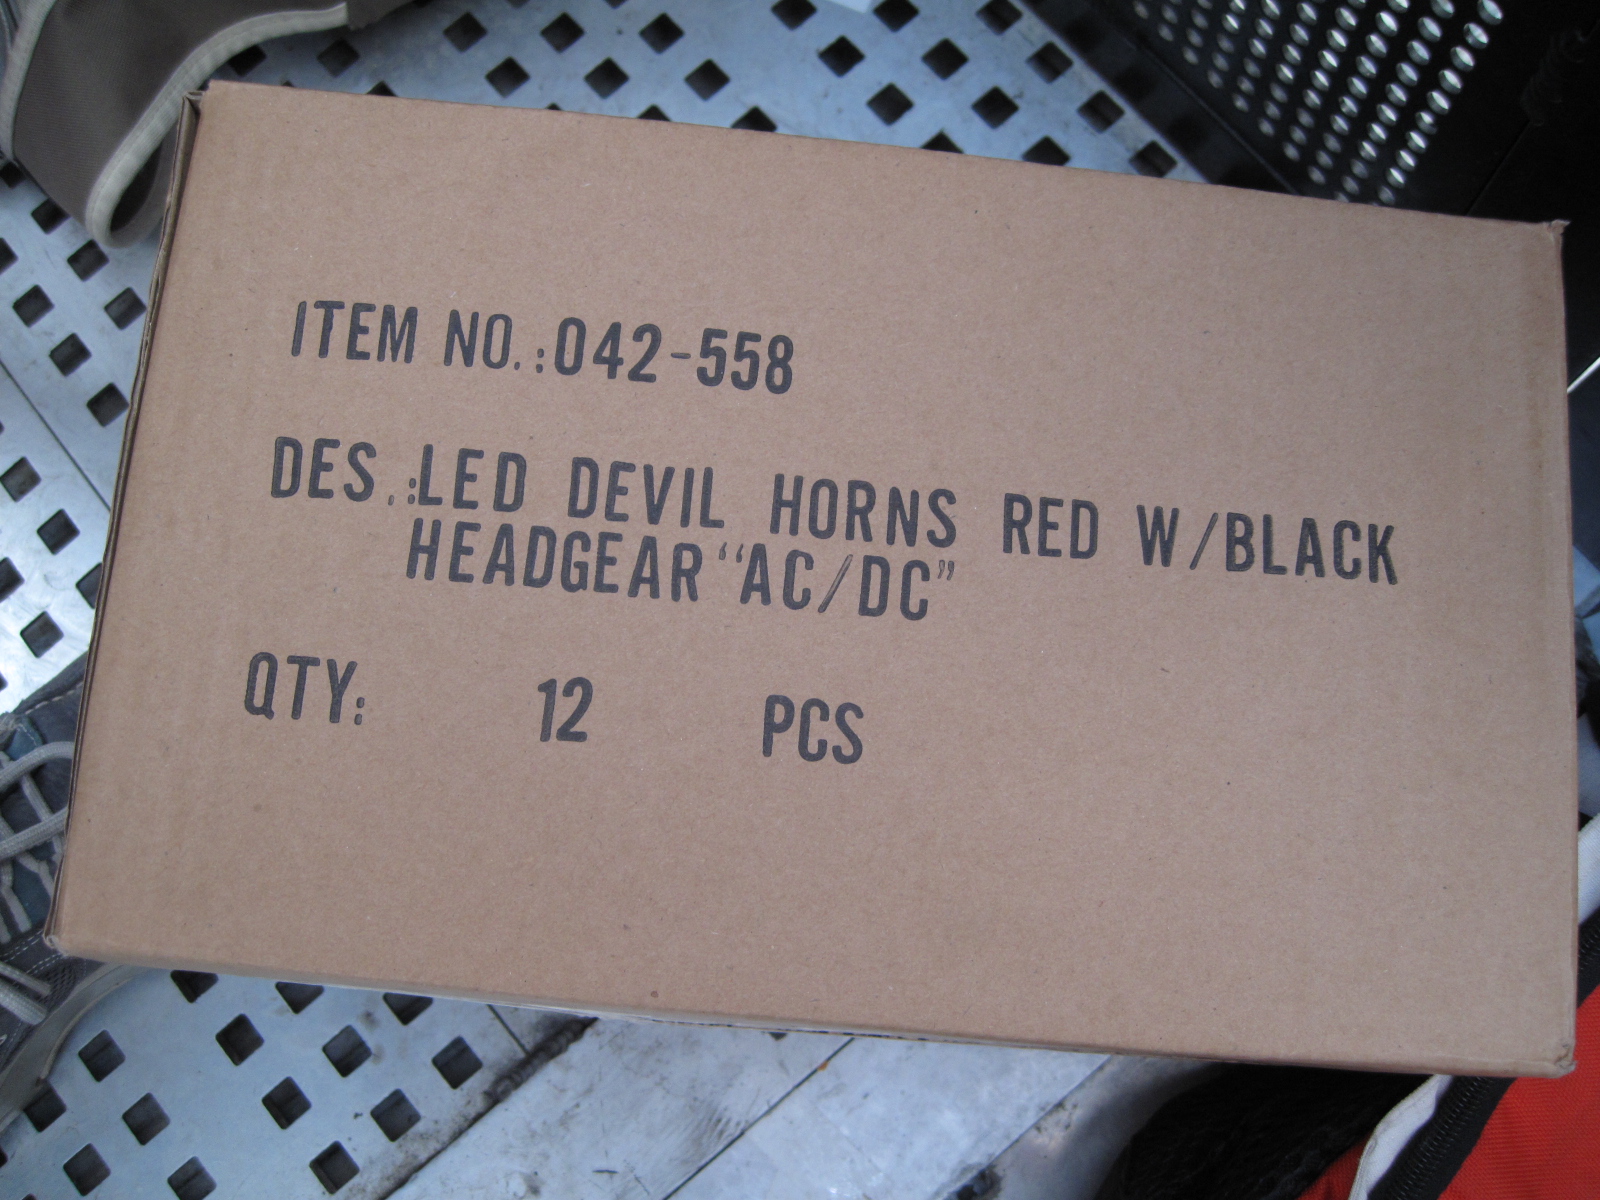 ITEM NO.:042-558
DES.:LED DEVIL HORNS RED W/BLACK
HEADGEAR “AC/DC”
QTY: 12 PCS